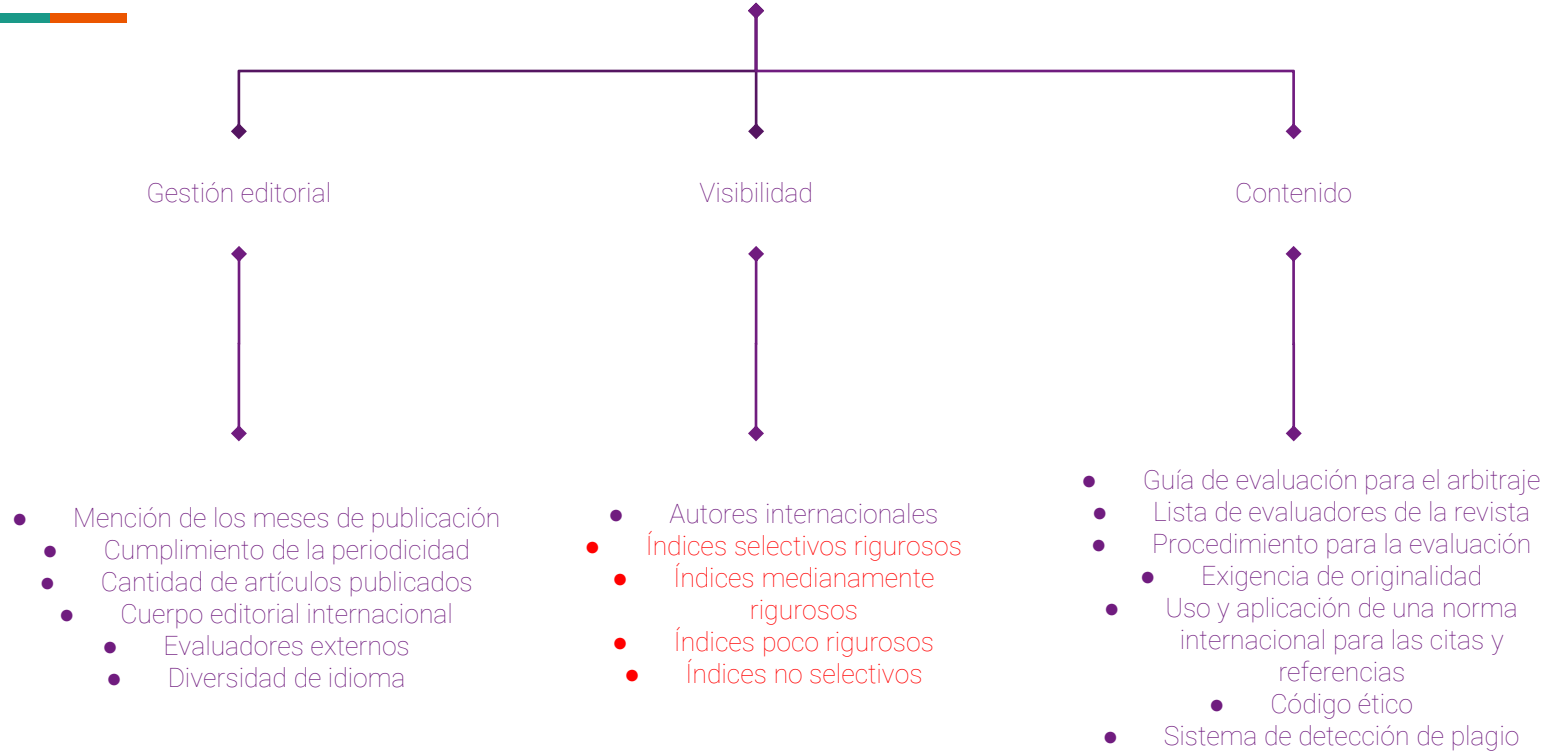 Gestión editorial
Mención de los meses de publicación
Cumplimiento de la periodicidad
Cantidad de artículos publicados
Cuerpo editorial internacional
Evaluadores externos
Diversidad de idioma
Visibilidad
Autores internacionales
Índices selectivos rigurosos
Índices medianamente
rigurosos
Índices poco rigurosos
Índices no selectivos
Contenido
Guía de evaluación para el arbitraje
Lista de evaluadores de la revista
Procedimiento para la evaluación
Exigencia de originalidad
Uso y aplicación de una norma
internacional para las citas y
referencias
Código ético
Sistema de detección de plagio